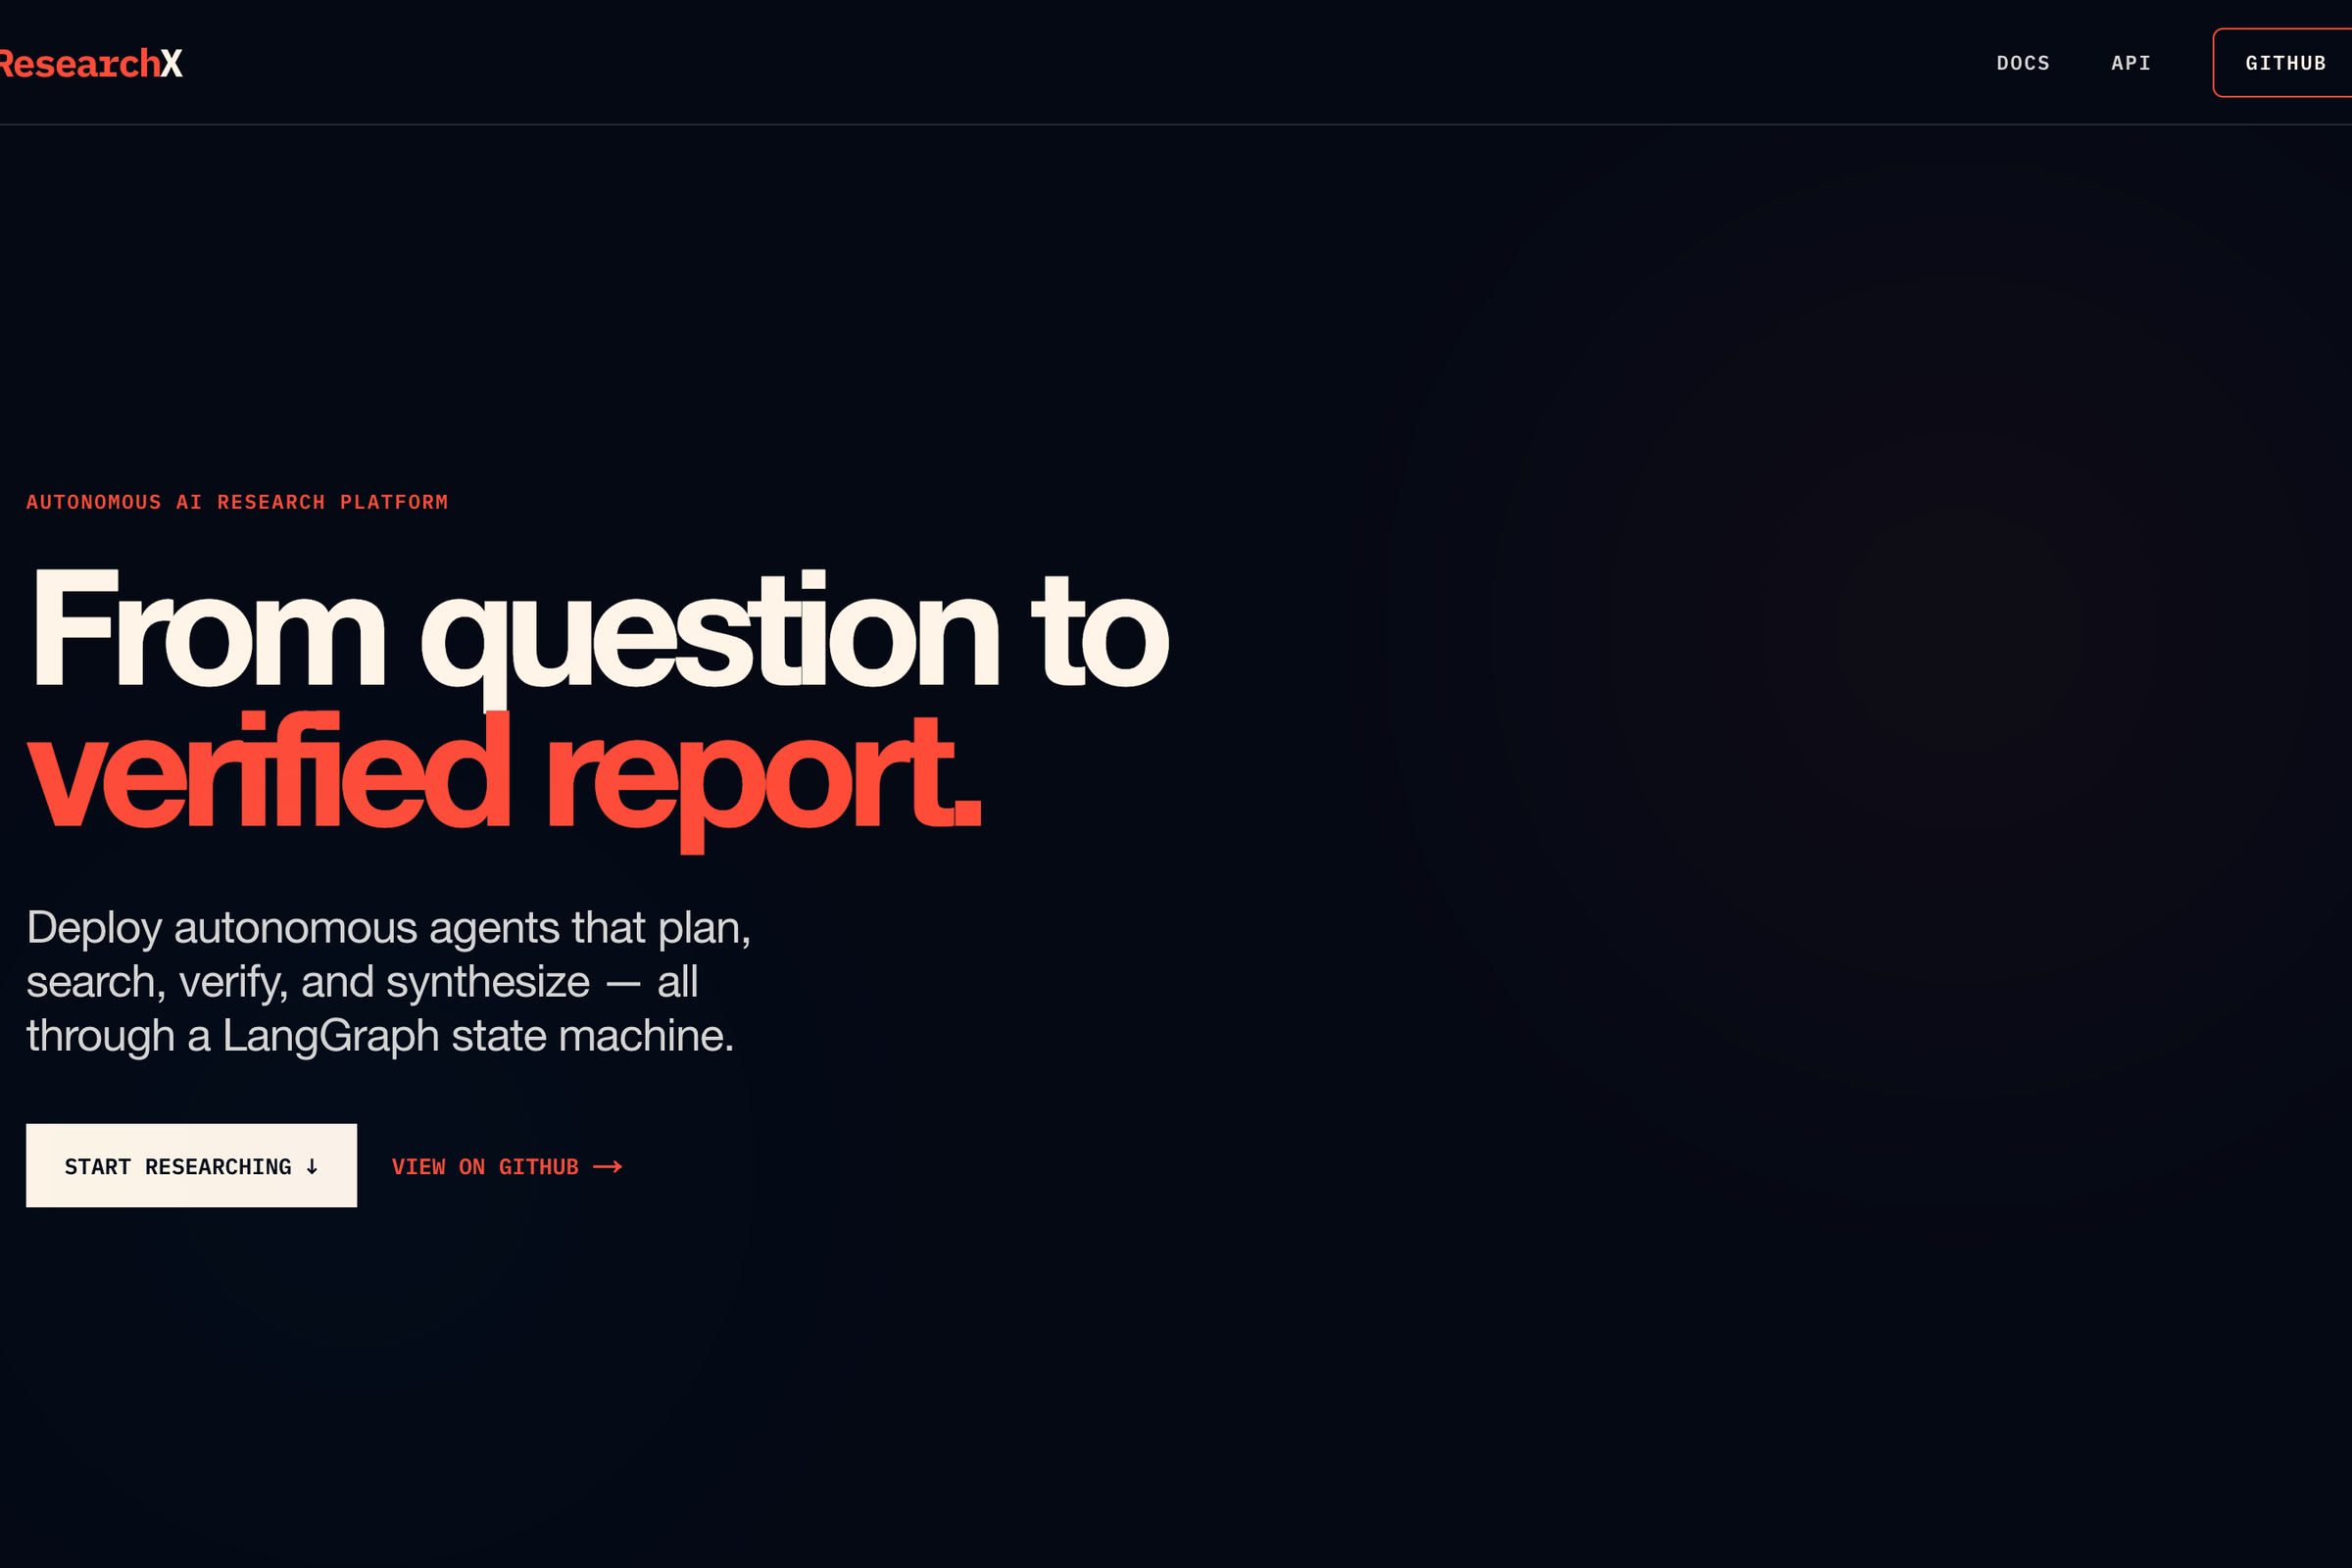 ResearchX
DOCS
API
GITHUB
AUTONOMOUS AI RESEARCH PLATFORM
From question to
verified report.
Deploy autonomous agents that plan,
search, verify, and synthesize — all
through a LangGraph state machine.
START RESEARCHING ↓
VIEW ON GITHUB ⟶